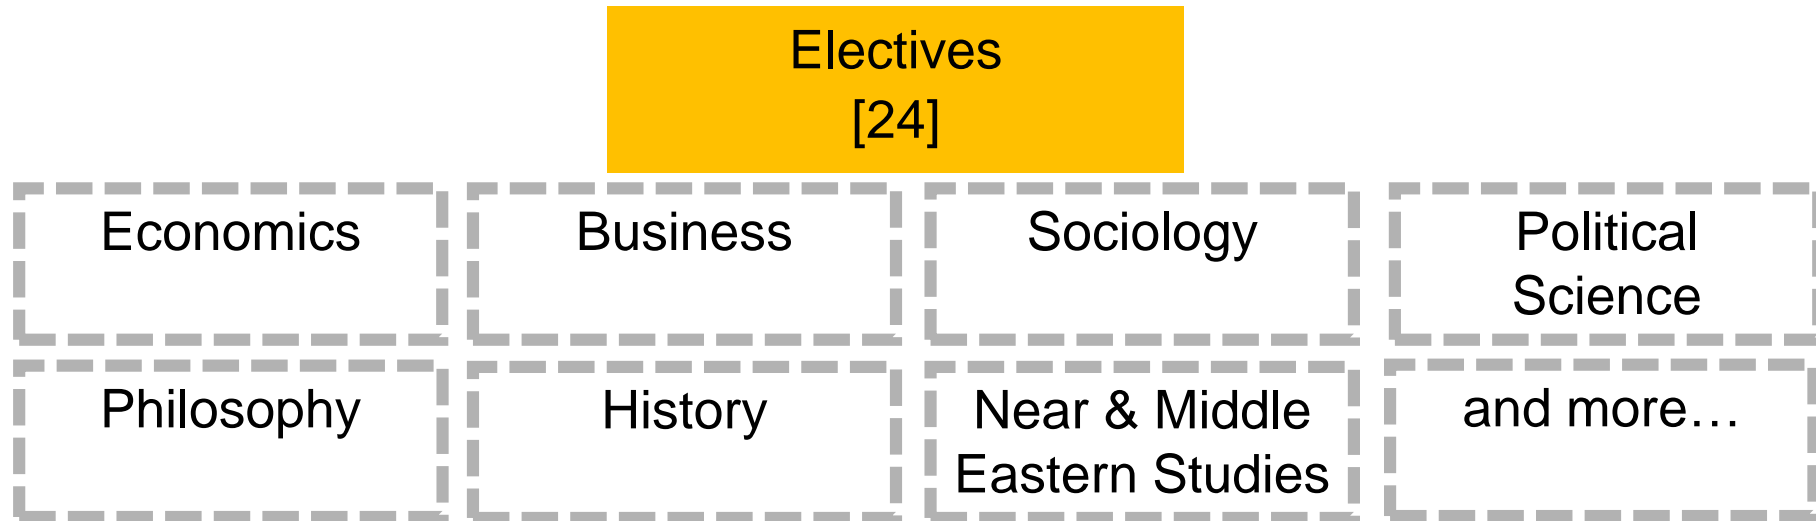 Electives
[24]
Economics
Business
Sociology
Political
Science
Philosophy
History
Near & Middle
Eastern Studies
and more…